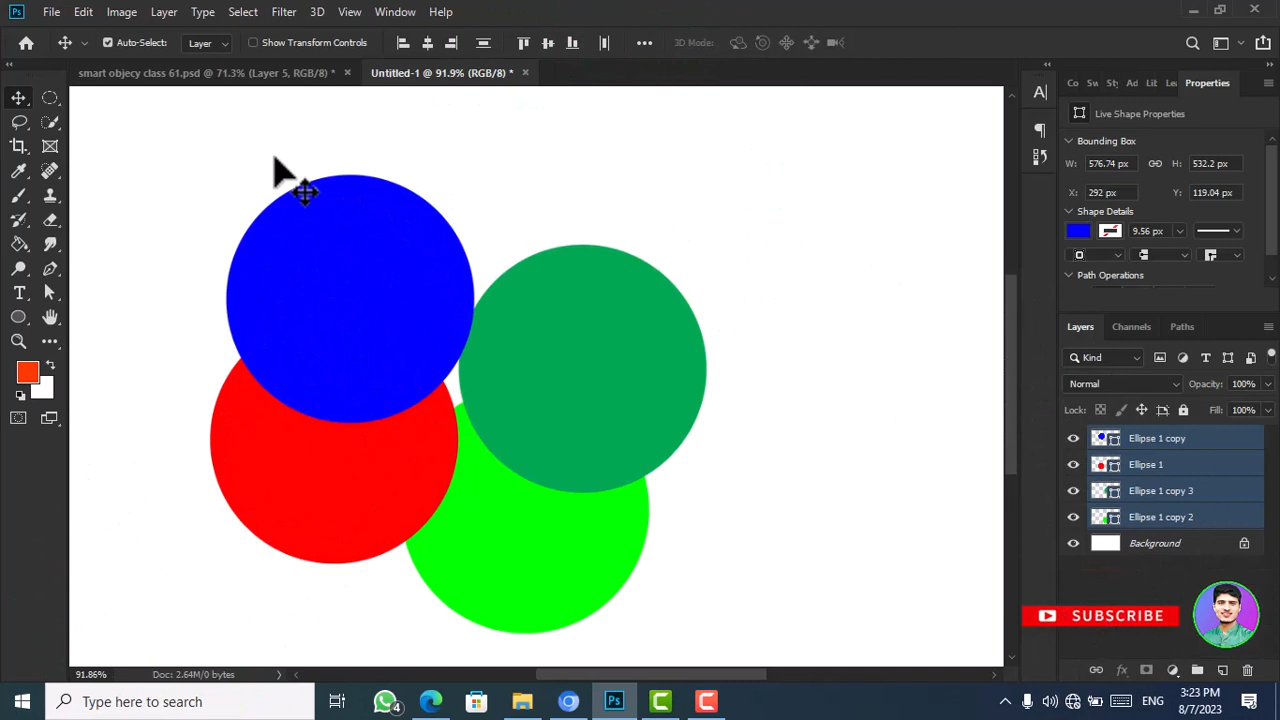 Ps File Edit Image Layer Type Select Filter 3D View Window Help
Auto-Select: Layer Show Transform Controls 3D Mode:
smart objecy class 61.psd @ 71.3% (Layer 5, RGB/8) * Untitled-1 @ 91.9% (RGB/8) *
Properties
Live Shape Properties
Bounding Box
W: 576.74 px H: 532.2 px
X: 292 px Y: 119.04 px
Shape Details
9.56 px
Path Operations
Layers Channels Paths
Kind
Normal Opacity: 100%
Lock: Fill: 100%
Ellipse 1 copy
Ellipse 1
Ellipse 1 copy 3
Ellipse 1 copy 2
Background
SUBSCRIBE
91.86% Doc: 2.64M/0 bytes
Type here to search
4
Ps
ENG
3:23 PM
8/7/2023